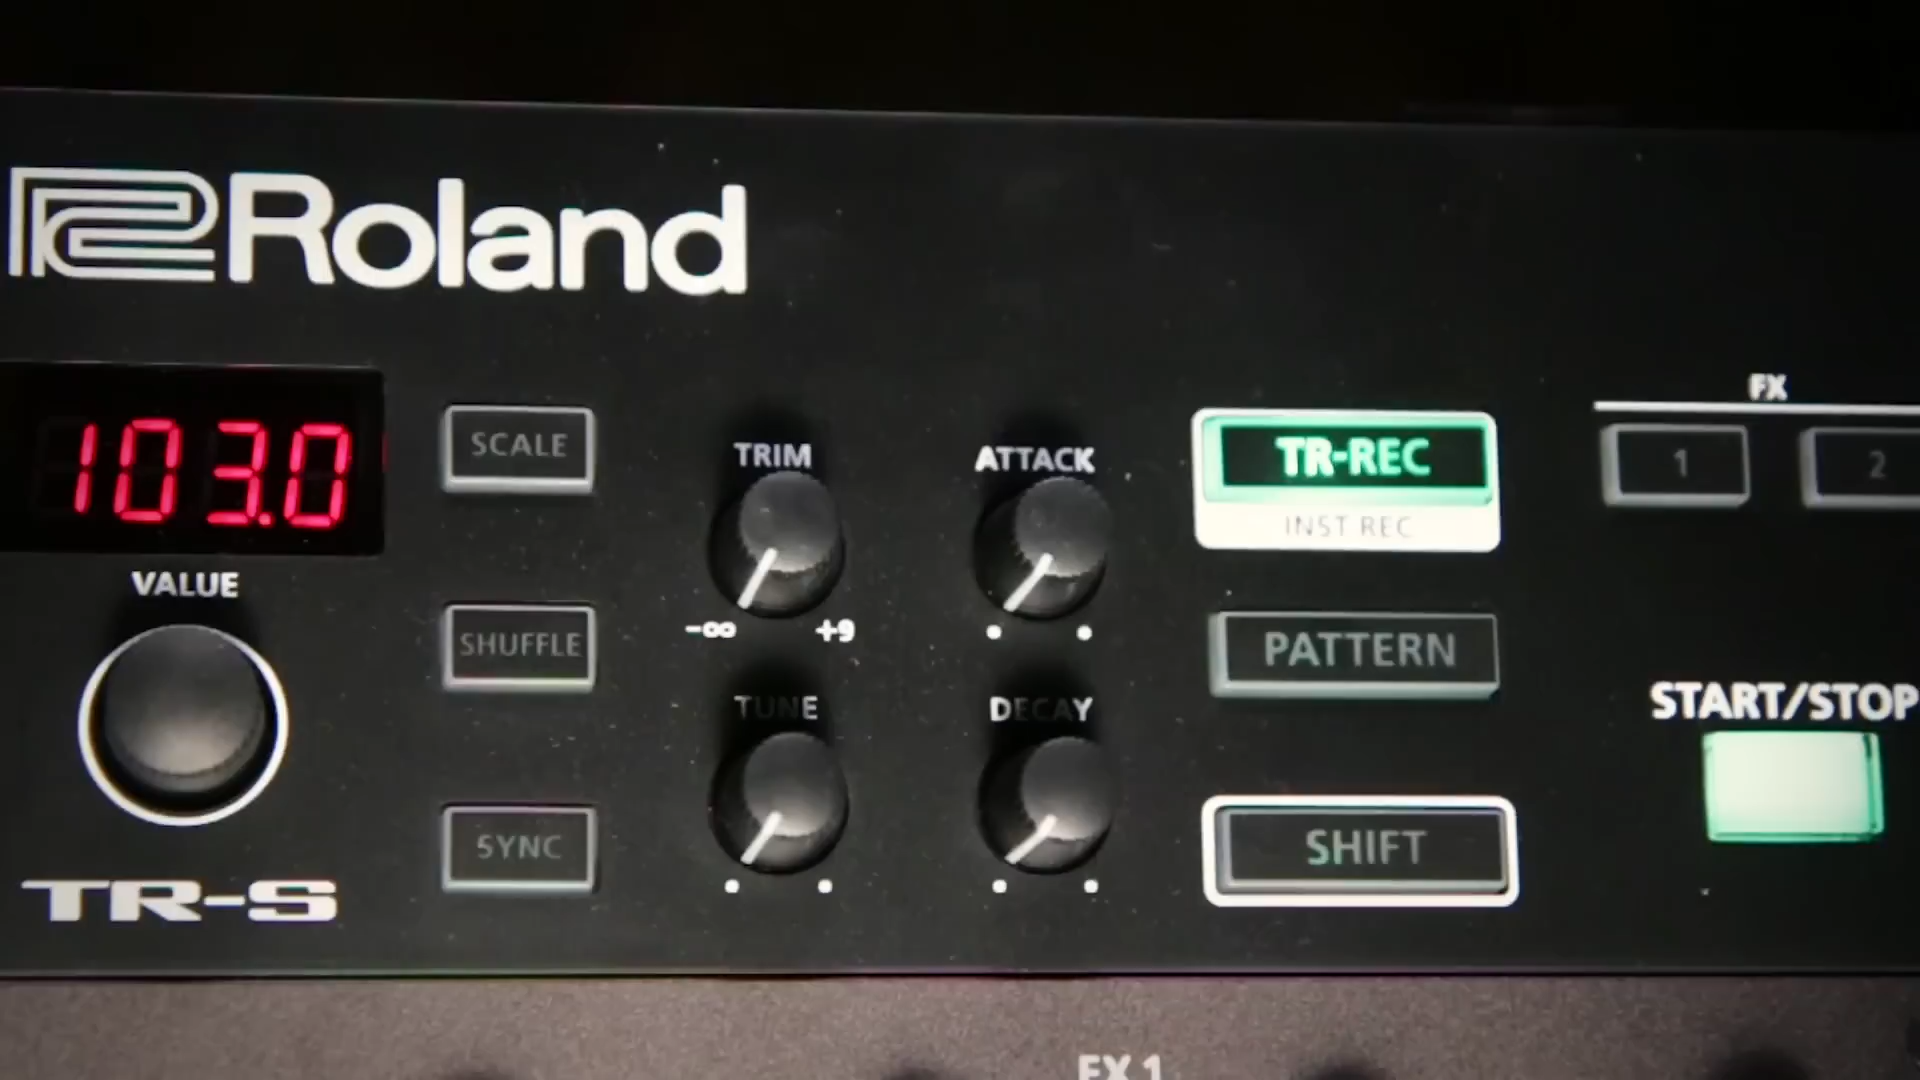 Roland
103.0
VALUE
TR-S
SCALE
SHUFFLE
SYNC
TRIM
-∞ +9
TUNE
ATTACK
DECAY
TR-REC
INST REC
PATTERN
SHIFT
FX
1 2
START/STOP
FX 1